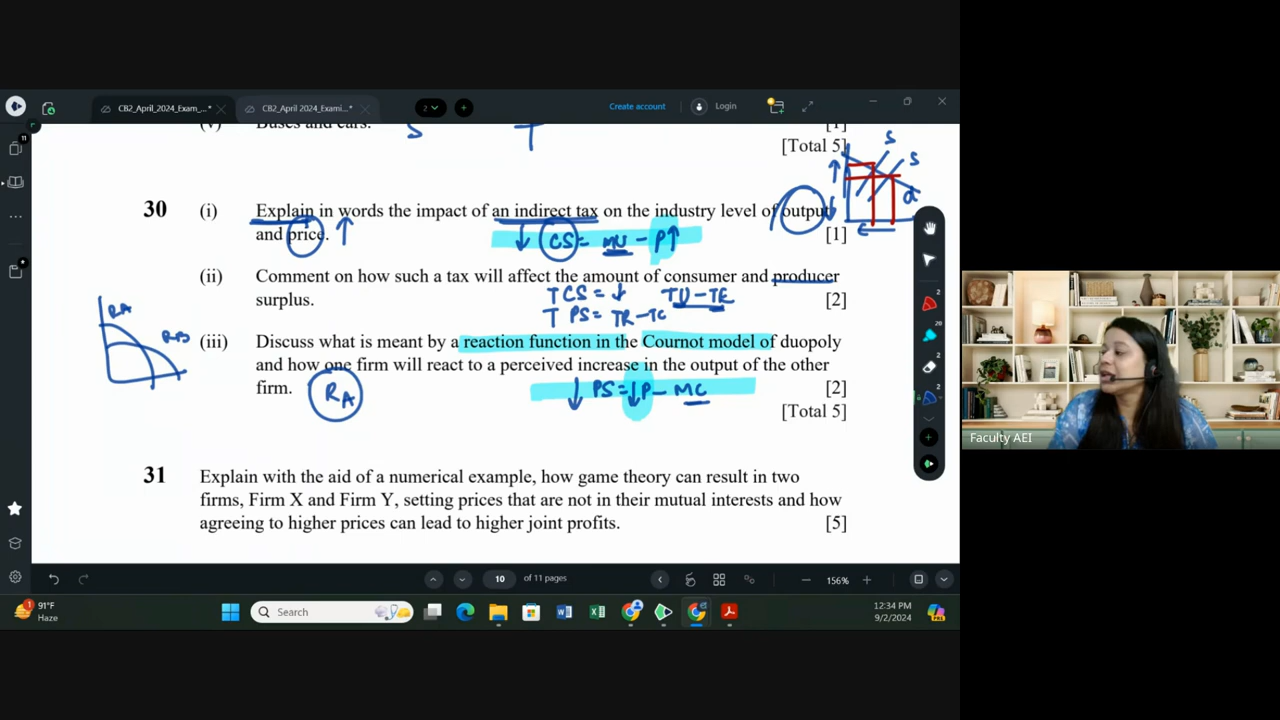 CB2_April_2024_Exam_...*
CB2_April 2024_Exami...*
2
Create account
Login
(v) Buses and cars. S T [1]
[Total 5]
S
S
d
30 (i) Explain in words the impact of an indirect tax on the industry level of output
and price. ↑ [1]
↓ CS = MU - P↑
(ii) Comment on how such a tax will affect the amount of consumer and producer
surplus. [2]
TCS = ↓ TU - TE
T PS = TR - TC
RA
RB
(iii) Discuss what is meant by a reaction function in the Cournot model of duopoly
and how one firm will react to a perceived increase in the output of the other
firm. [2]
RA
↓ PS = ↓P - MC
[Total 5]
31 Explain with the aid of a numerical example, how game theory can result in two
firms, Firm X and Firm Y, setting prices that are not in their mutual interests and how
agreeing to higher prices can lead to higher joint profits. [5]
Faculty AEI
10 of 11 pages
156%
91°F
Haze
Search
12:34 PM
9/2/2024